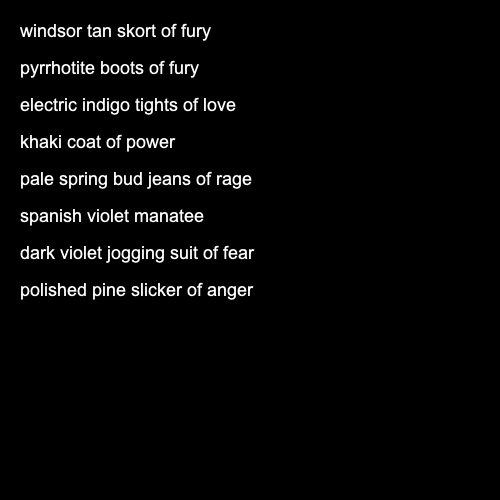 windsor tan skort of fury
pyrrhotite boots of fury
electric indigo tights of love
khaki coat of power
pale spring bud jeans of rage
spanish violet manatee
dark violet jogging suit of fear
polished pine slicker of anger